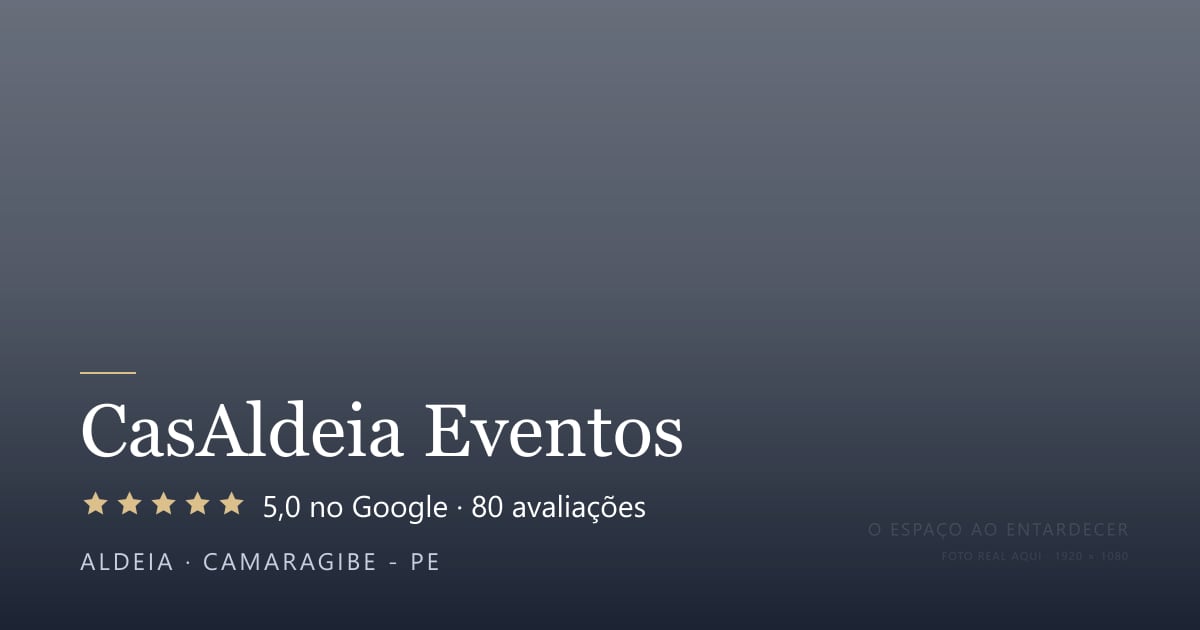 CasAldeia Eventos
5,0 no Google · 80 avaliações
ALDEIA · CAMARAGIBE - PE
O ESPAÇO AO ENTARDECER
FOTO REAL AQUI · 1920 × 1080